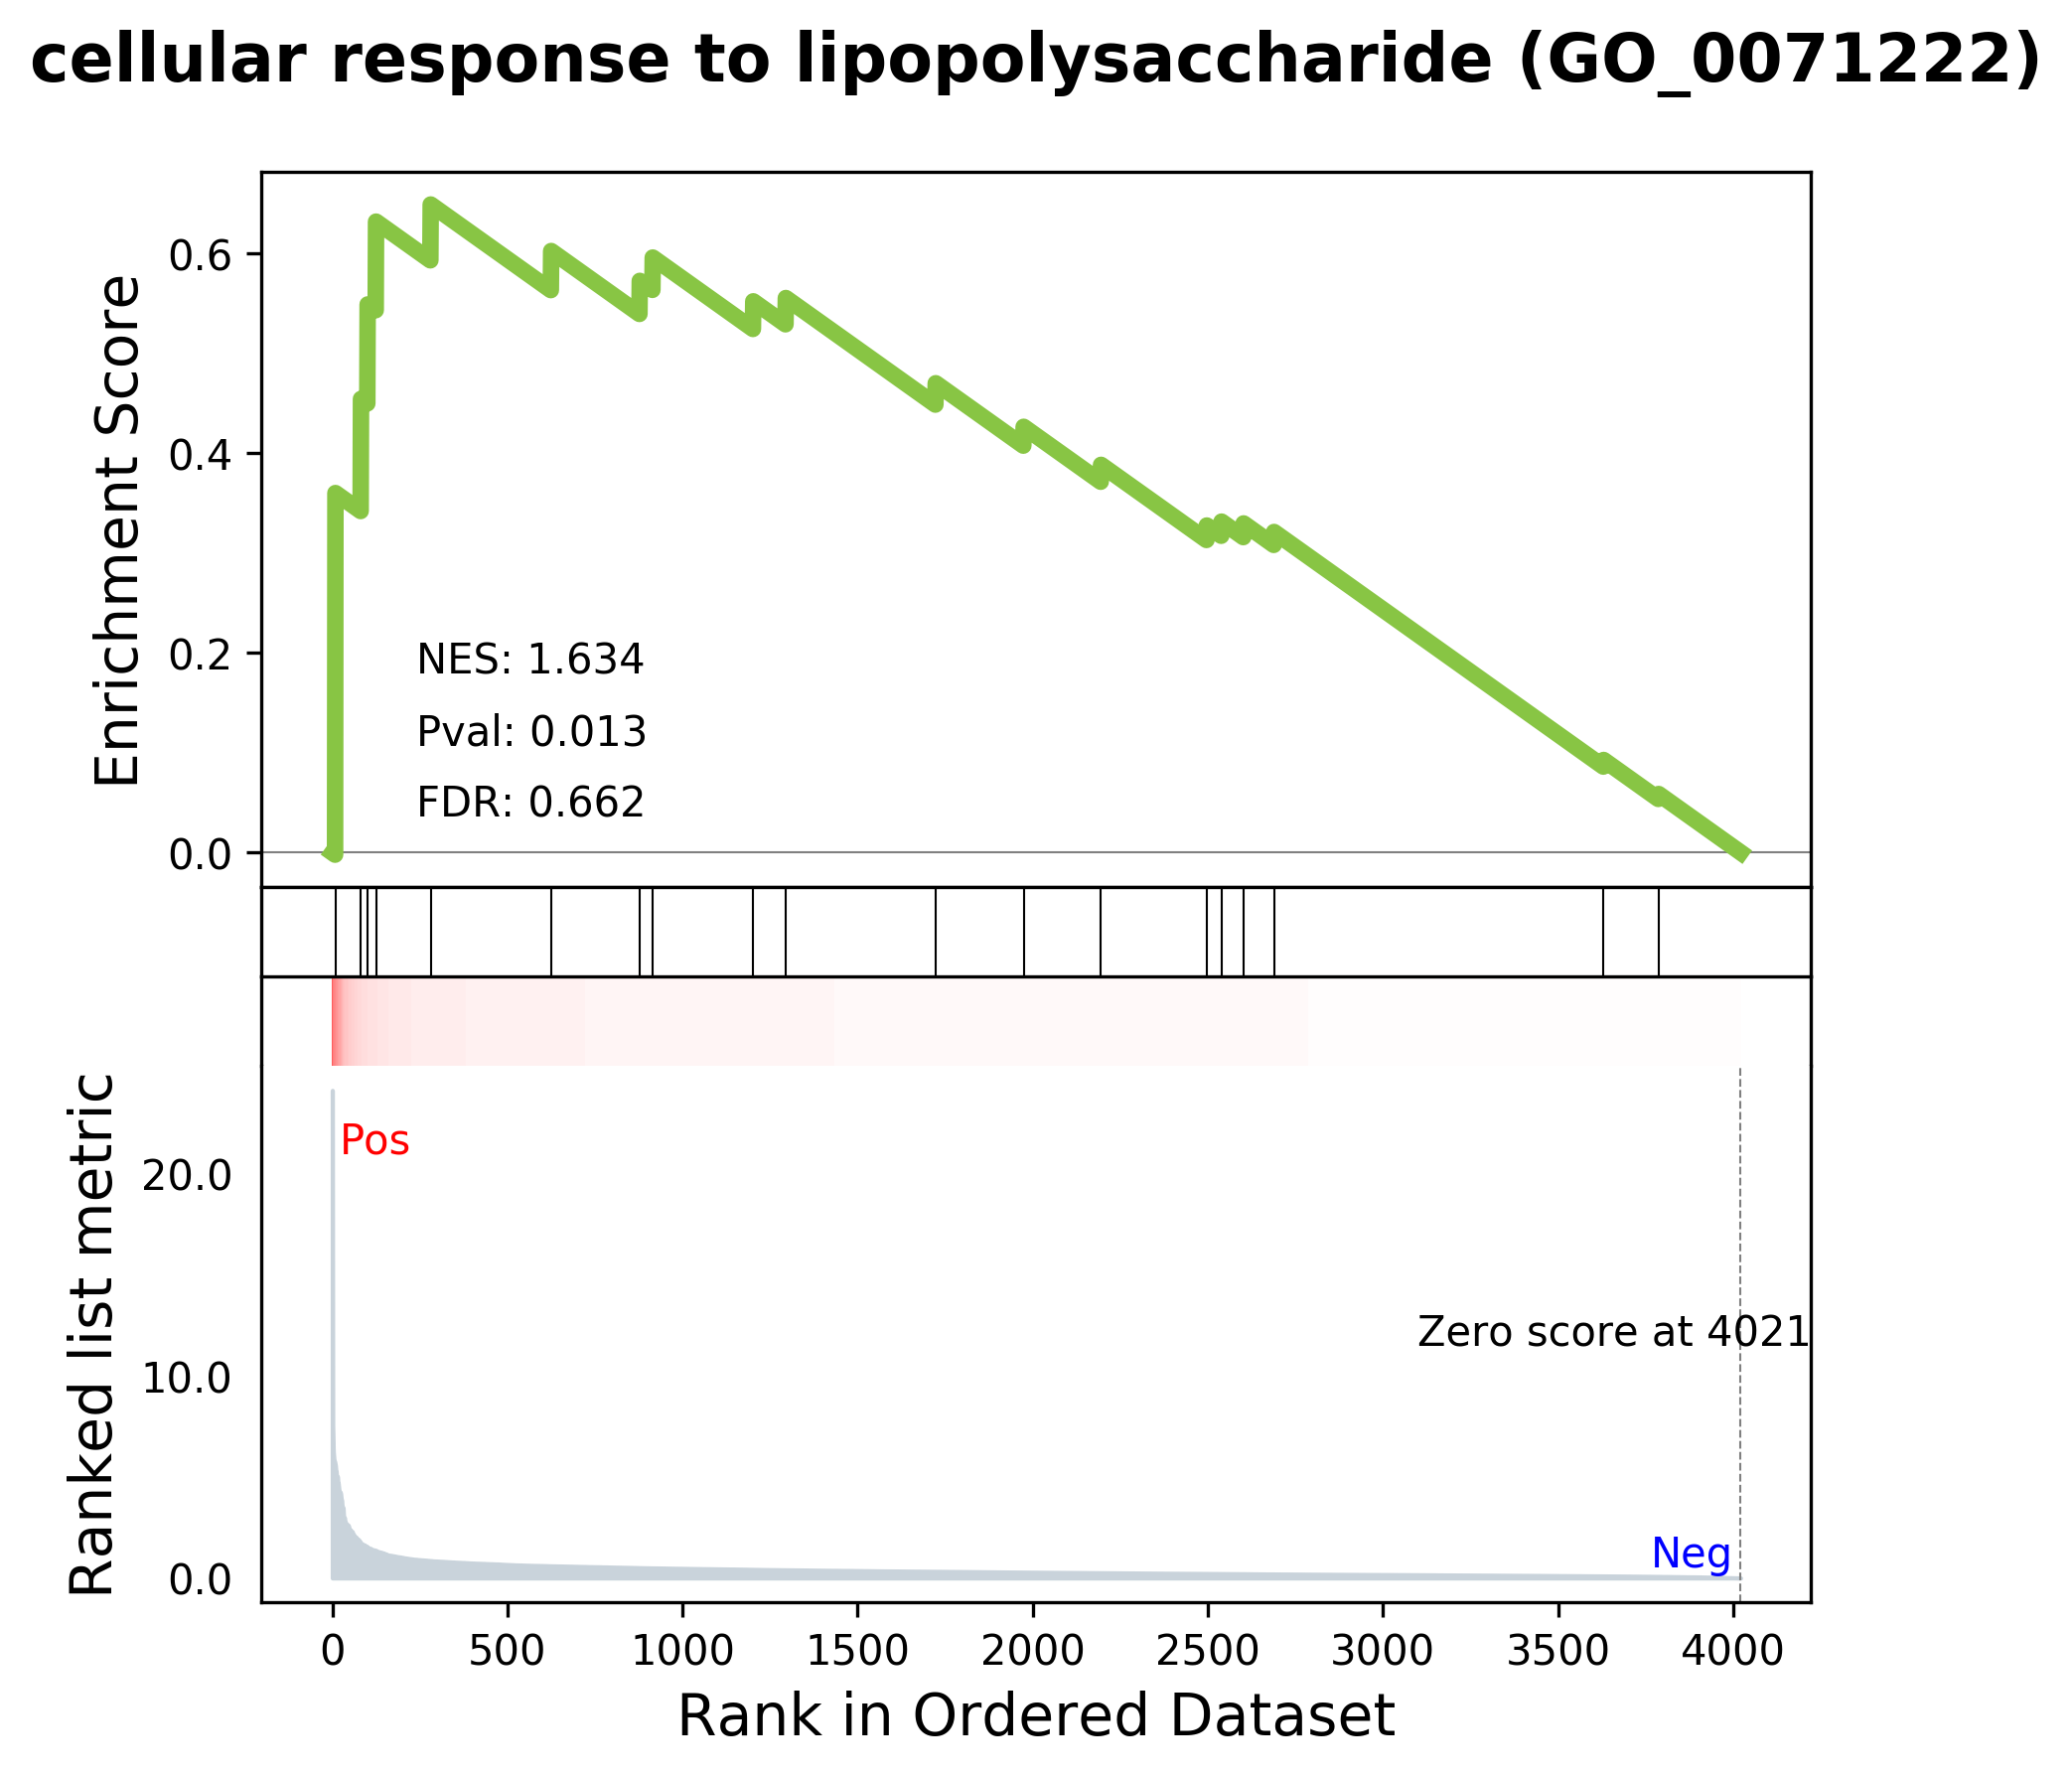 cellular response to lipopolysaccharide (GO_0071222)
Enrichment Score
0.6
0.4
0.2
0.0
NES: 1.634
Pval: 0.013
FDR: 0.662
Ranked list metric
20.0
10.0
0.0
Pos
Zero score at 4021
Neg
0 500 1000 1500 2000 2500 3000 3500 4000
Rank in Ordered Dataset